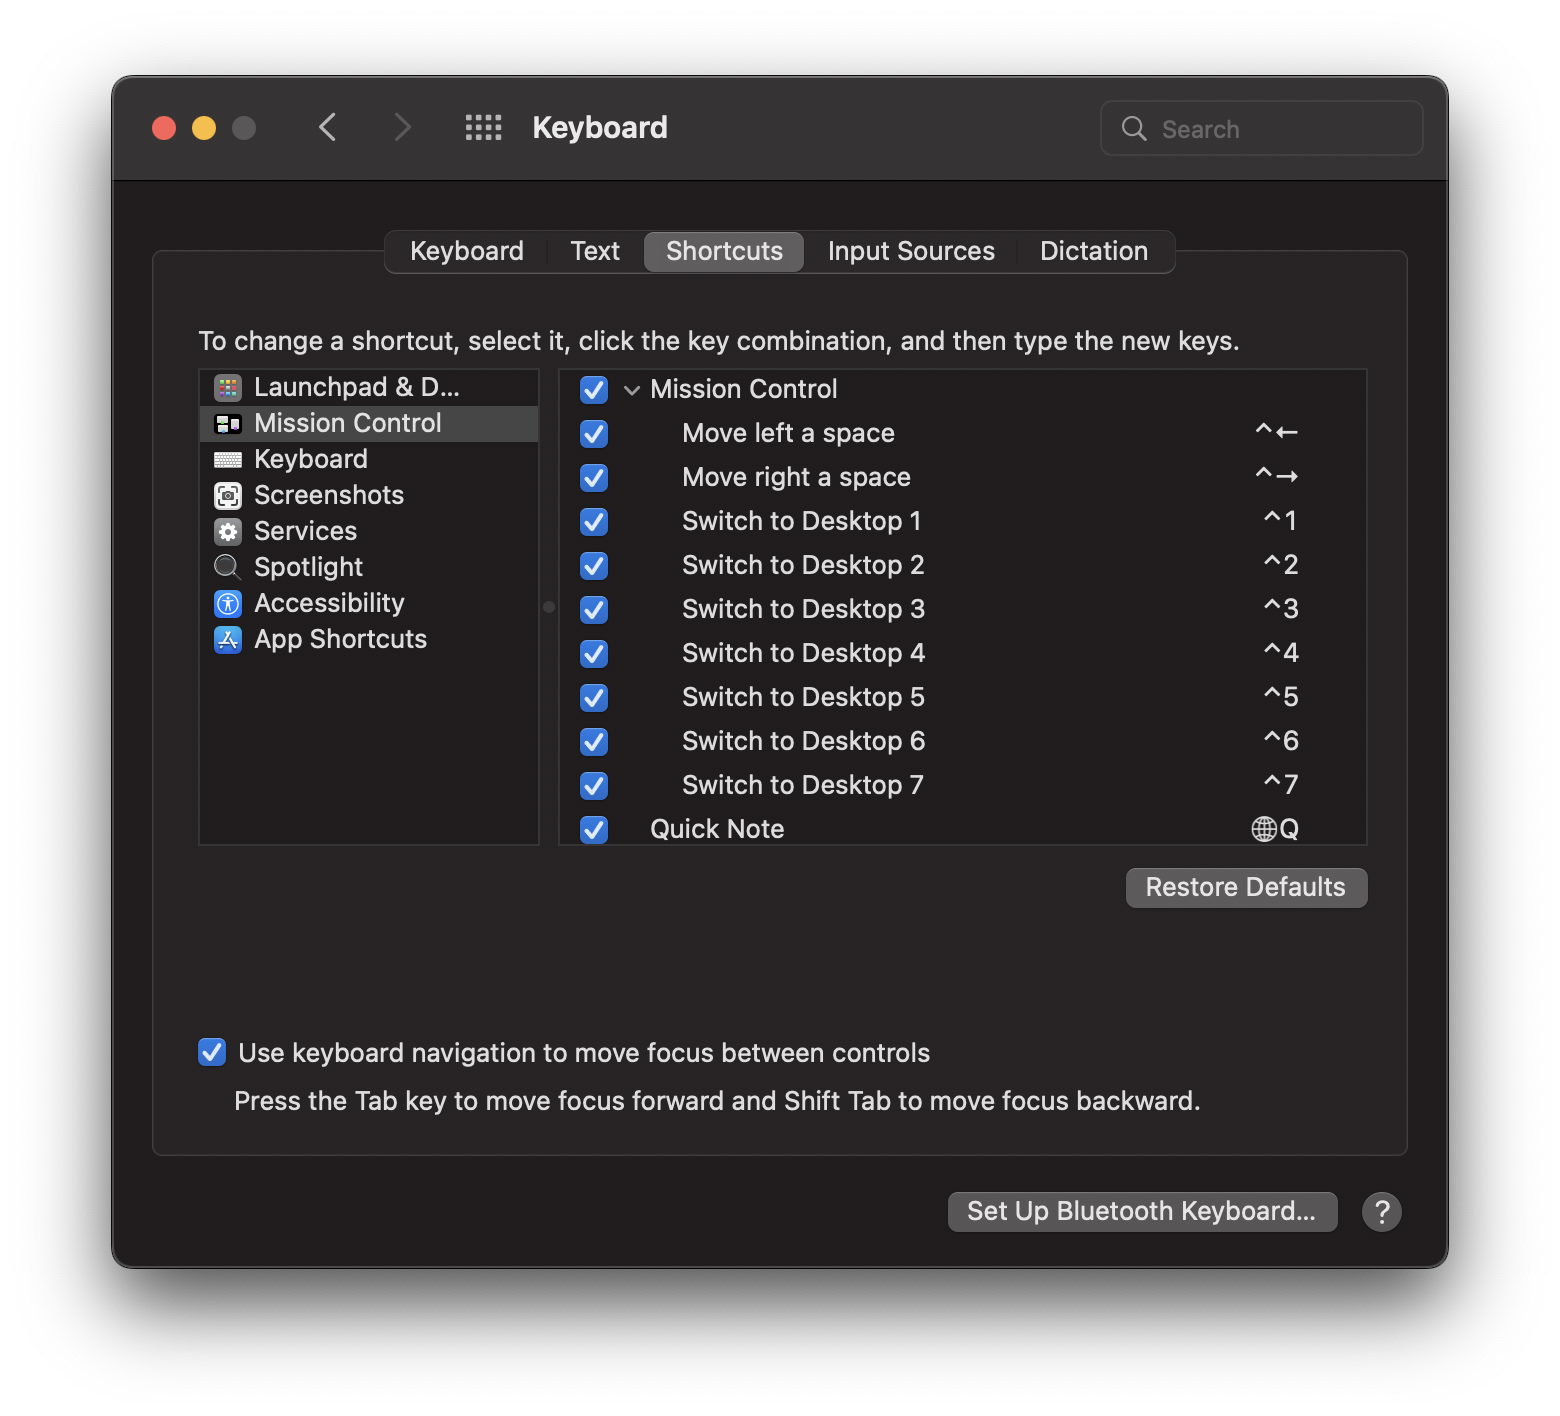 Keyboard
Search
Keyboard Text Shortcuts Input Sources Dictation
To change a shortcut, select it, click the key combination, and then type the new keys.
Launchpad & D...
Mission Control
Keyboard
Screenshots
Services
Spotlight
Accessibility
App Shortcuts
Mission Control
Move left a space ^←
Move right a space ^→
Switch to Desktop 1 ^1
Switch to Desktop 2 ^2
Switch to Desktop 3 ^3
Switch to Desktop 4 ^4
Switch to Desktop 5 ^5
Switch to Desktop 6 ^6
Switch to Desktop 7 ^7
Quick Note 🌐Q
Restore Defaults
Use keyboard navigation to move focus between controls
Press the Tab key to move focus forward and Shift Tab to move focus backward.
Set Up Bluetooth Keyboard... ?